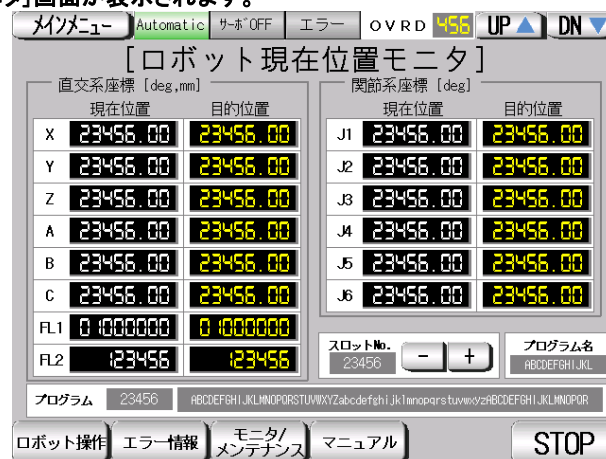 画面が表示されます。
メインメニュー Automatic サーボOFF エラー OVRD 456 UP DN
[ロボット現在位置モニタ]
直交系座標 [deg,mm] 関節系座標 [deg]
現在位置 目的位置 現在位置 目的位置
X 23456.00 23456.00 J1 23456.00 23456.00
Y 23456.00 23456.00 J2 23456.00 23456.00
Z 23456.00 23456.00 J3 23456.00 23456.00
A 23456.00 23456.00 J4 23456.00 23456.00
B 23456.00 23456.00 J5 23456.00 23456.00
C 23456.00 23456.00 J6 23456.00 23456.00
FL1 01000000 01000000
FL2 123456 123456
スロットNo. 23456 - + プログラム名 ABCDEFGHIJKL
プログラム 23456 ABCDEFGHIJKLMNOPQRSTUVWXYZabcdefghijklmnopqrstuvwxyzABCDEFGHIJKLMNOPQR
ロボット操作 エラー情報 モニタ/メンテナンス マニュアル STOP